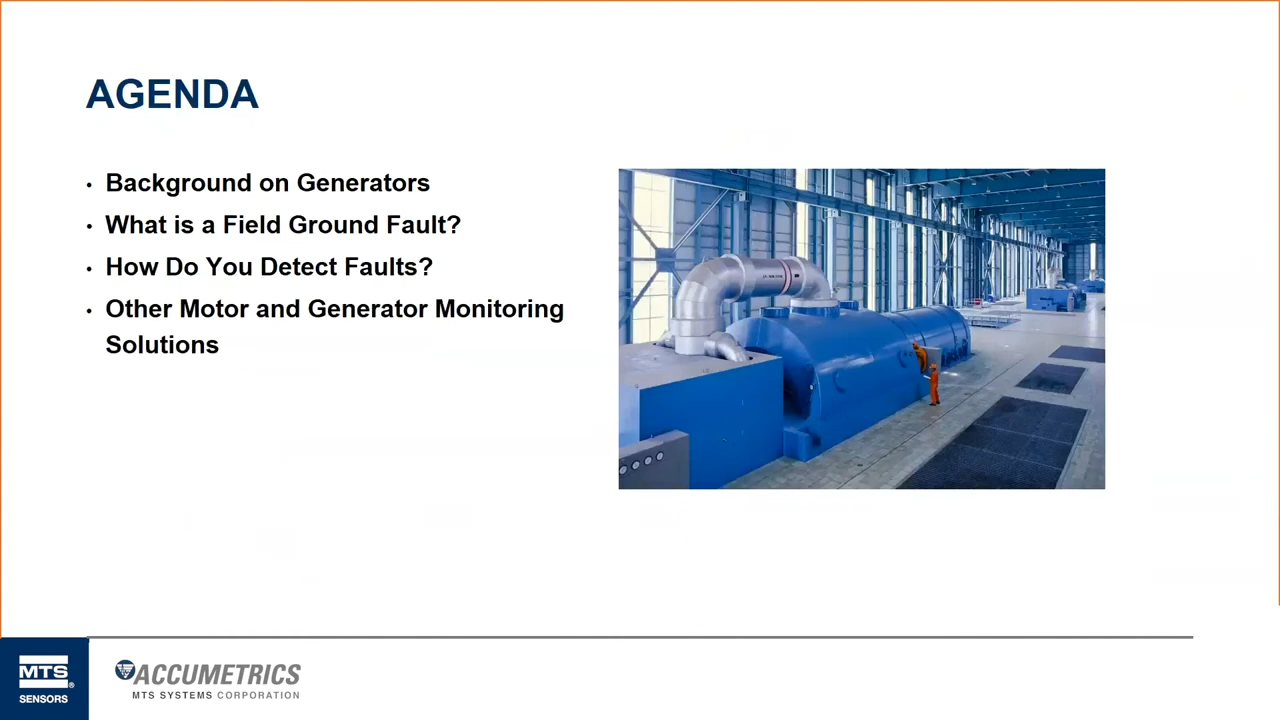 AGENDA
• Background on Generators
• What is a Field Ground Fault?
• How Do You Detect Faults?
• Other Motor and Generator Monitoring
Solutions
MTS®
SENSORS
ACCUMETRICS
MTS SYSTEMS CORPORATION